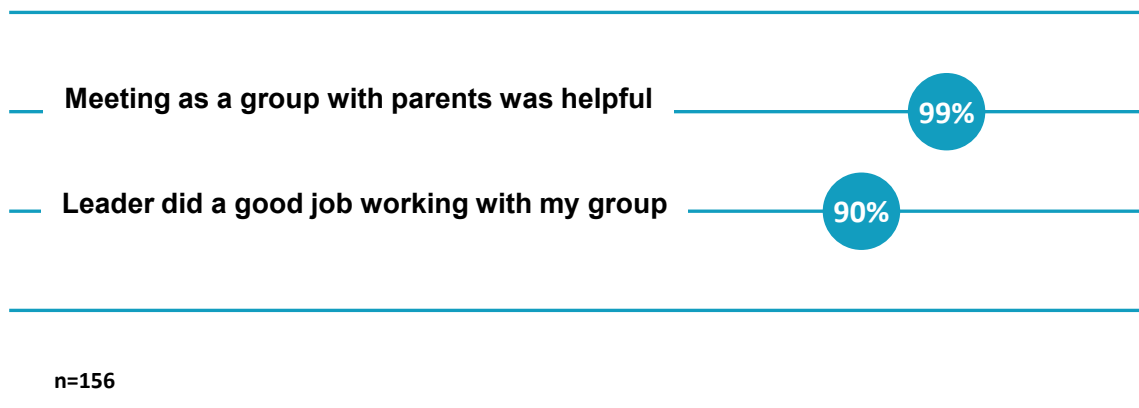 Meeting as a group with parents was helpful
99%
Leader did a good job working with my group
90%
n=156